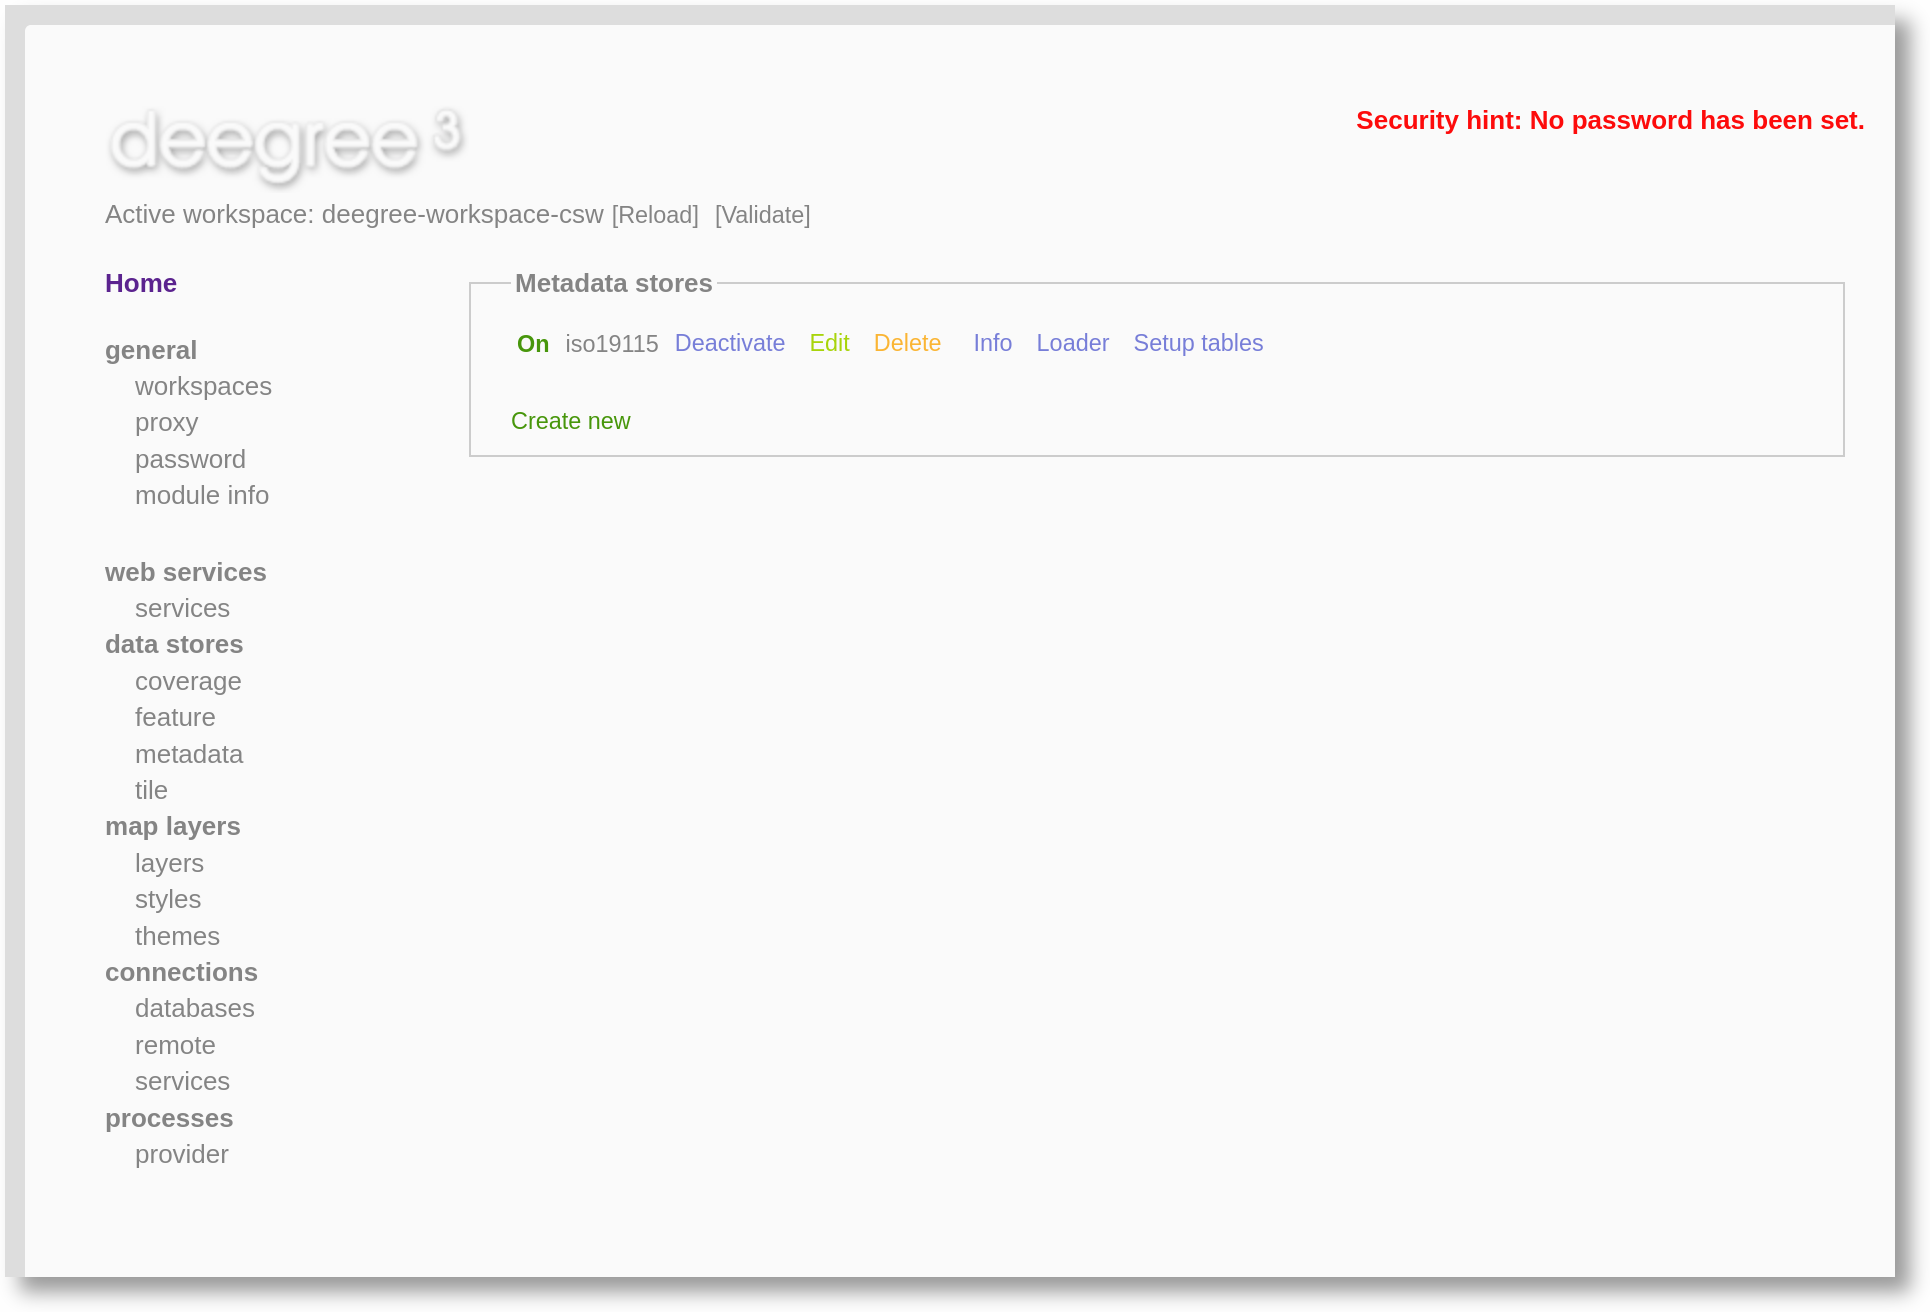 deegree 3
Security hint: No password has been set.
Active workspace: deegree-workspace-csw [Reload] [Validate]
Home
general
workspaces
proxy
password
module info
web services
services
data stores
coverage
feature
metadata
tile
map layers
layers
styles
themes
connections
databases
remote
services
processes
provider
Metadata stores
On iso19115 Deactivate Edit Delete Info Loader Setup tables
Create new